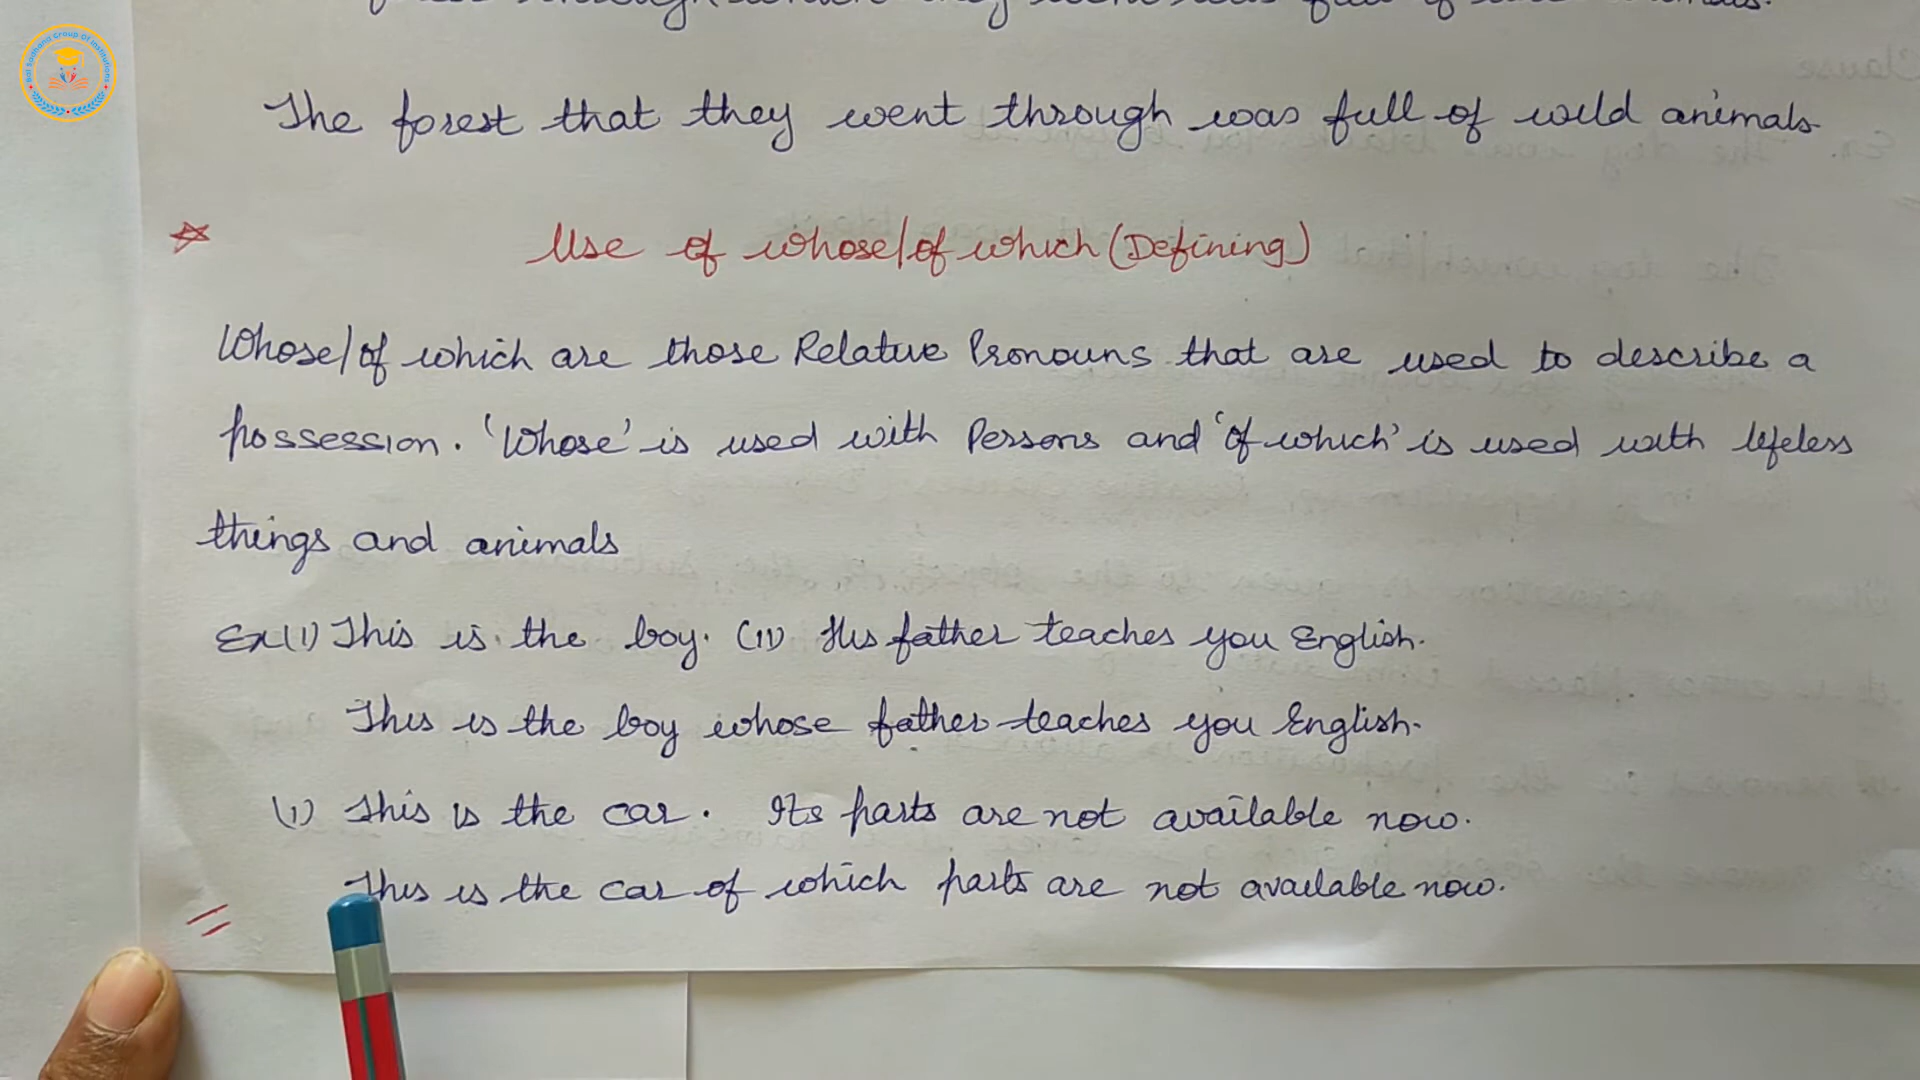 The forest that they went through was full of wild animals.
Use of whose/of which (Defining)
Whose/of which are those Relative Pronouns that are used to describe a
possession. 'Whose' is used with Persons and 'of which' is used with lifeless
things and animals
Ex (i) This is the boy. (ii) His father teaches you English.
This is the boy whose father teaches you English.
(i) This is the car. Its parts are not available now.
This is the car of which parts are not available now.